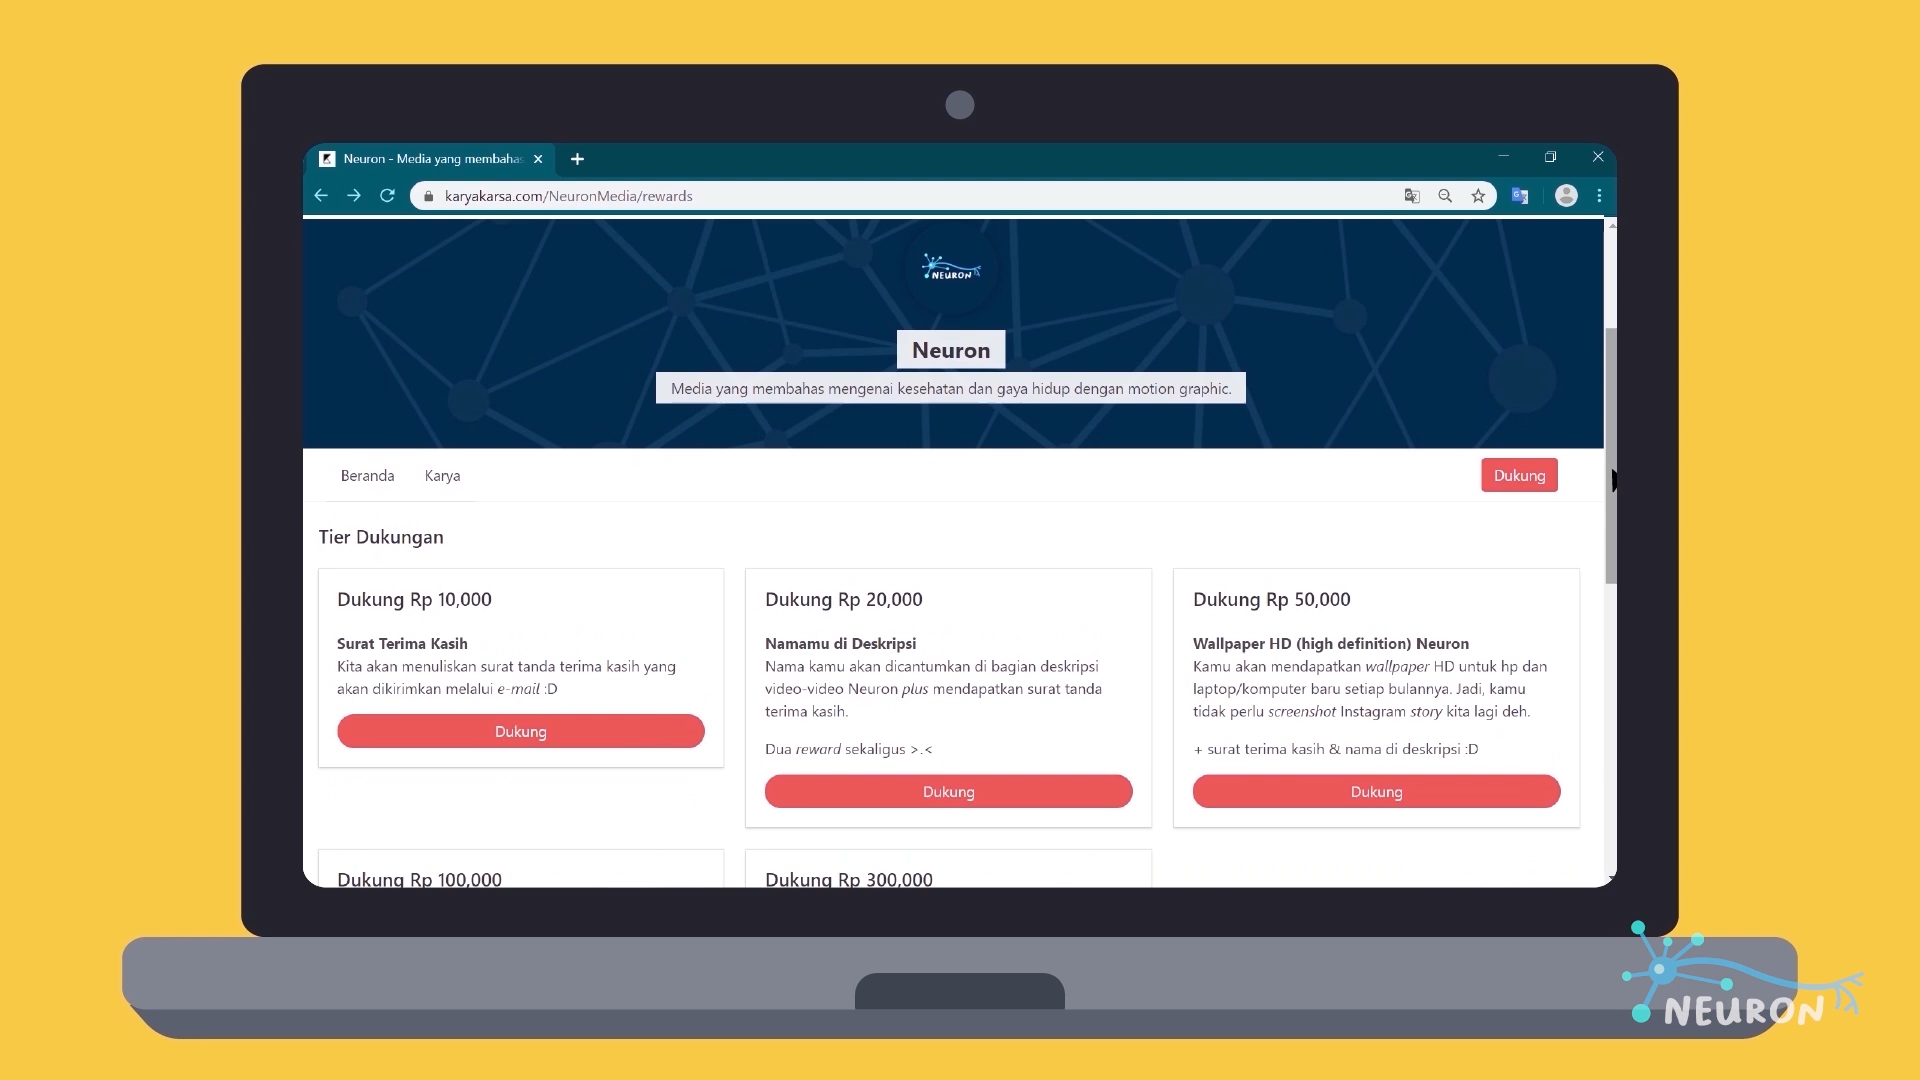 Neuron - Media yang membahas
karyakarsa.com/NeuronMedia/rewards
NEURON
Neuron
Media yang membahas mengenai kesehatan dan gaya hidup dengan motion graphic.
Beranda Karya Dukung
Tier Dukungan
Dukung Rp 10,000
Surat Terima Kasih
Kita akan menuliskan surat tanda terima kasih yang
akan dikirimkan melalui e-mail :D
Dukung
Dukung Rp 20,000
Namamu di Deskripsi
Nama kamu akan dicantumkan di bagian deskripsi
video-video Neuron plus mendapatkan surat tanda
terima kasih.
Dua reward sekaligus >.<
Dukung
Dukung Rp 50,000
Wallpaper HD (high definition) Neuron
Kamu akan mendapatkan wallpaper HD untuk hp dan
laptop/komputer baru setiap bulannya. Jadi, kamu
tidak perlu screenshot Instagram story kita lagi deh.
+ surat terima kasih & nama di deskripsi :D
Dukung
Dukung Rp 100,000
Dukung Rp 300,000
NEURON